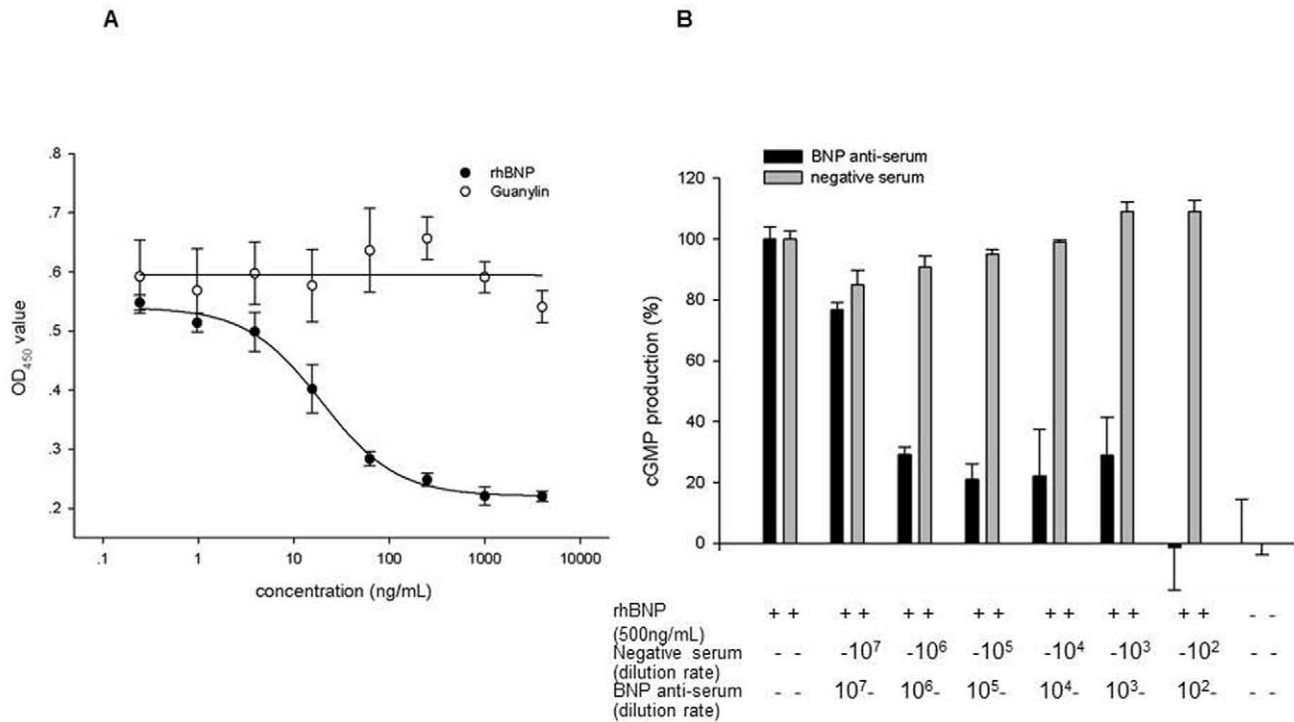 A
B
.8
.7
.6
.5
.4
.3
.2
OD450 value
rhBNP
Guanylin
.1 1 10 100 1000 10000
concentration (ng/mL)
BNP anti-serum
negative serum
120
100
80
60
40
20
0
cGMP production (%)
rhBNP + + + + + + + + + + + + + + - -
(500ng/mL)
Negative serum - - -10⁷ -10⁶ -10⁵ -10⁴ -10³ -10² - -
(dilution rate)
BNP anti-serum - - 10⁷- 10⁶- 10⁵- 10⁴- 10³- 10²- - -
(dilution rate)